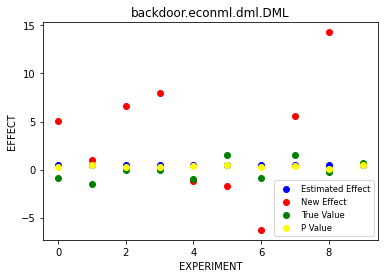 backdoor.econml.dml.DML
15
10
5
0
−5
EFFECT
0
2
4
6
8
EXPERIMENT
Estimated Effect
New Effect
True Value
P Value